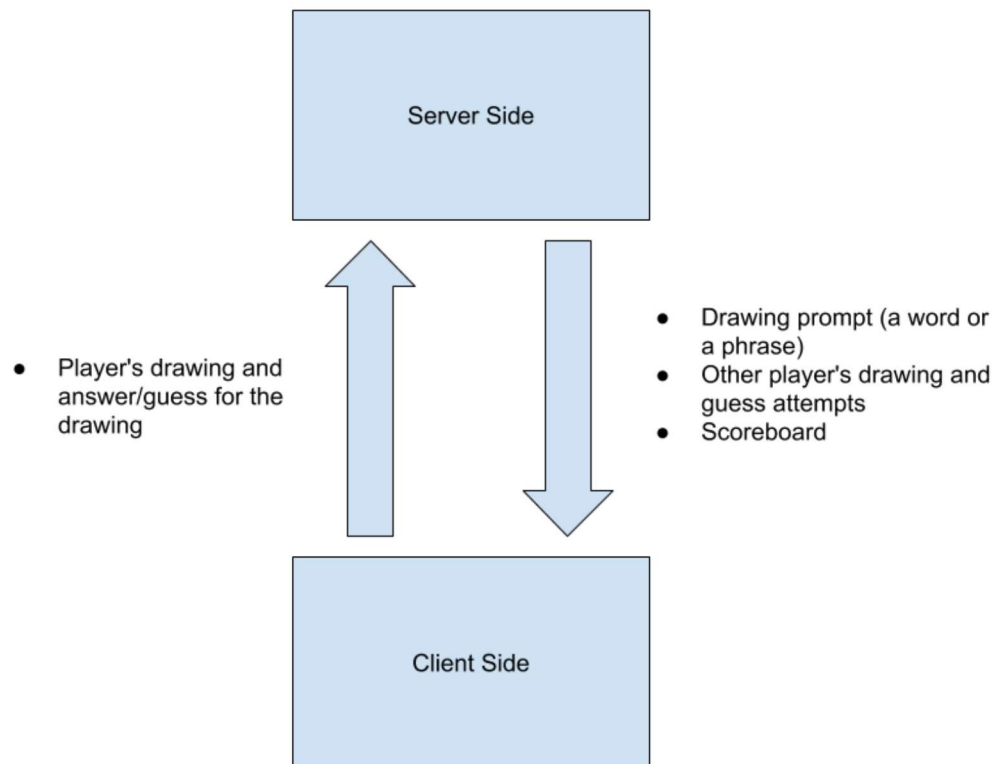 Server Side
● Player's drawing and
answer/guess for the
drawing
● Drawing prompt (a word or
a phrase)
● Other player's drawing and
guess attempts
● Scoreboard
Client Side